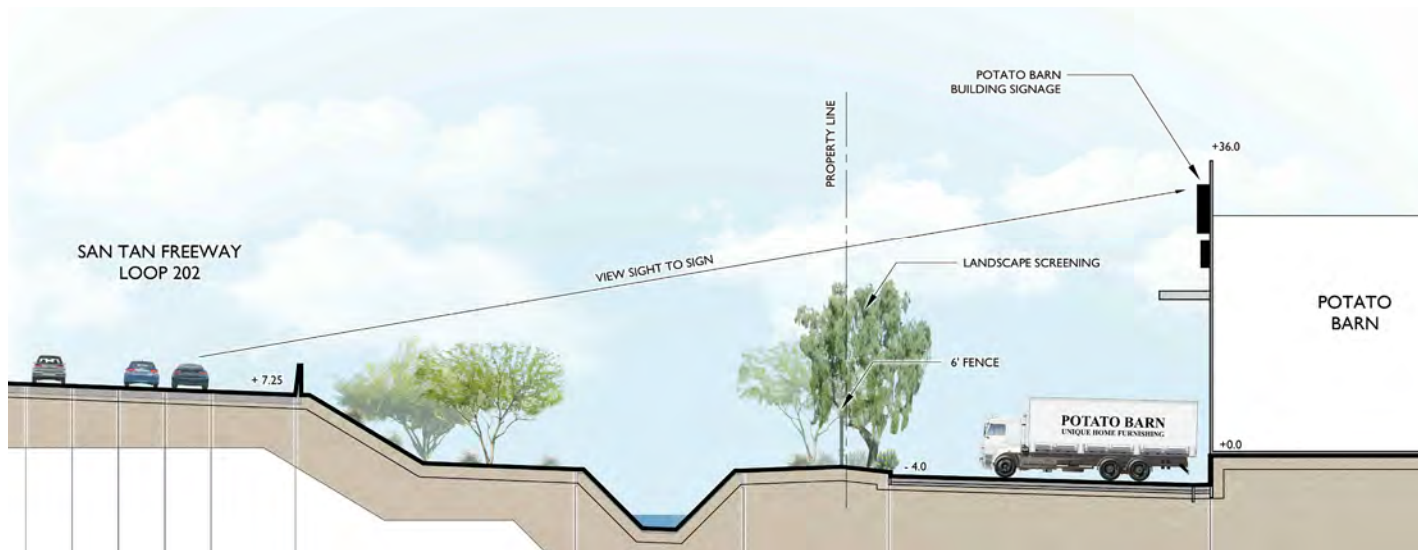 POTATO BARN
BUILDING SIGNAGE
PROPERTY LINE
+36.0
SAN TAN FREEWAY
LOOP 202
VIEW SIGHT TO SIGN
LANDSCAPE SCREENING
POTATO
BARN
6' FENCE
+ 7.25
POTATO BARN
UNIQUE HOME FURNISHING
+0.0
- 4.0